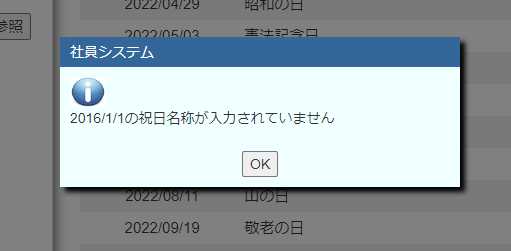 2022/04/29 昭和の日
参照
2022/05/03 憲法記念日
社員システム
2016/1/1の祝日名称が入力されていません
OK
2022/08/11 山の日
2022/09/19 敬老の日